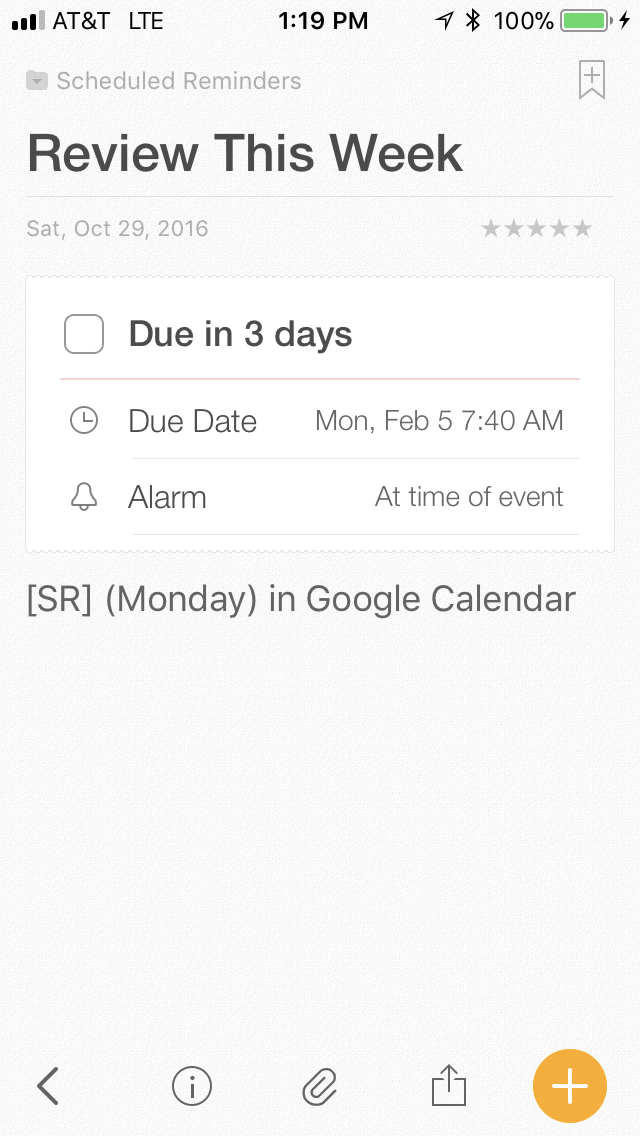 AT&T LTE 1:19 PM 100%
Scheduled Reminders
Review This Week
Sat, Oct 29, 2016
Due in 3 days
Due Date Mon, Feb 5 7:40 AM
Alarm At time of event
[SR] (Monday) in Google Calendar